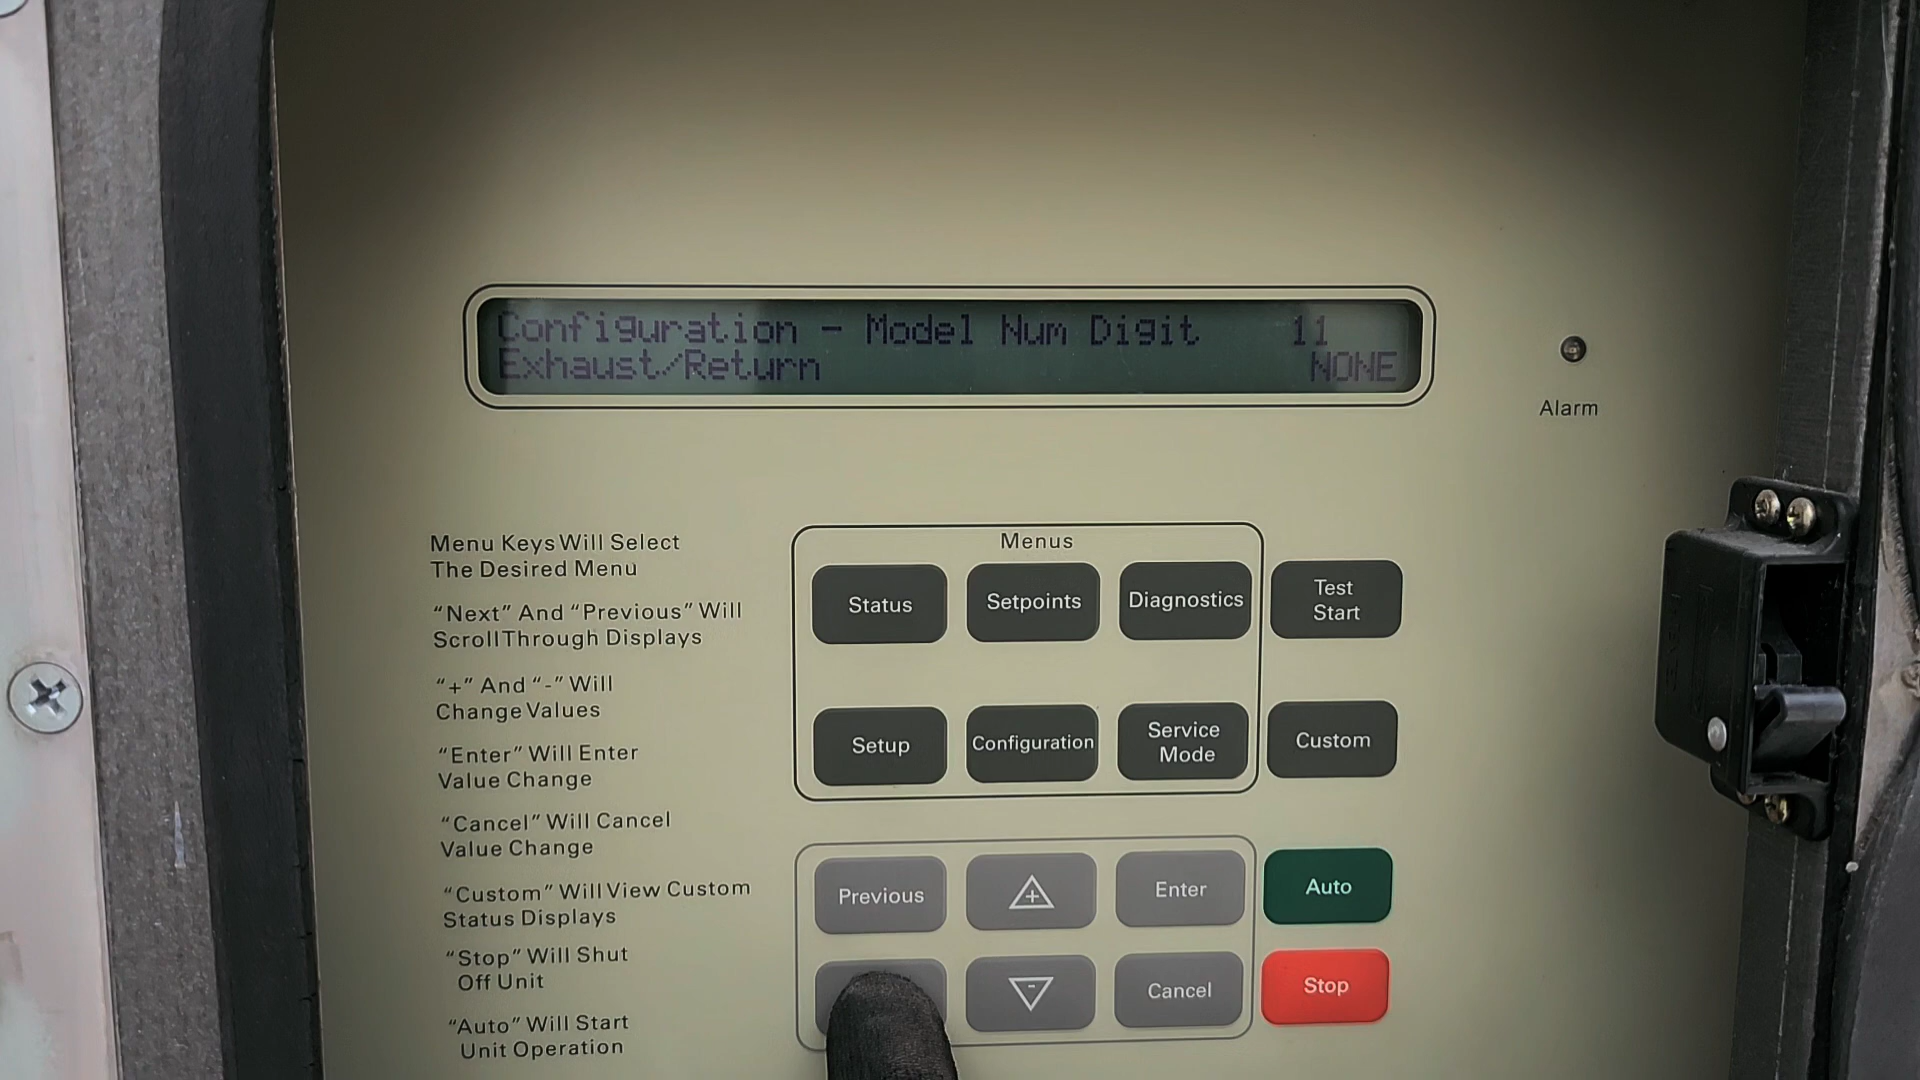 Configuration - Model Num Digit 11
Exhaust/Return NONE
Alarm
Menu Keys Will Select
The Desired Menu
“Next” And “Previous” Will
Scroll Through Displays
“+” And “-” Will
Change Values
“Enter” Will Enter
Value Change
“Cancel” Will Cancel
Value Change
“Custom” Will View Custom
Status Displays
“Stop” Will Shut
Off Unit
“Auto” Will Start
Unit Operation
Menus
Status
Setpoints
Diagnostics
Test
Start
Setup
Configuration
Service
Mode
Custom
Previous
+
Enter
Auto
-
Cancel
Stop